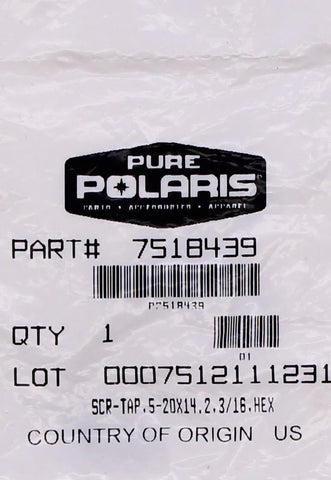 PURE
POLARIS
PARTS • ACCESSORIES • APPAREL
PART# 7518439
P7518439
QTY 1
01
LOT 0007512111231
SCR-TAP.5-20X14.2.3/16.HEX
COUNTRY OF ORIGIN US